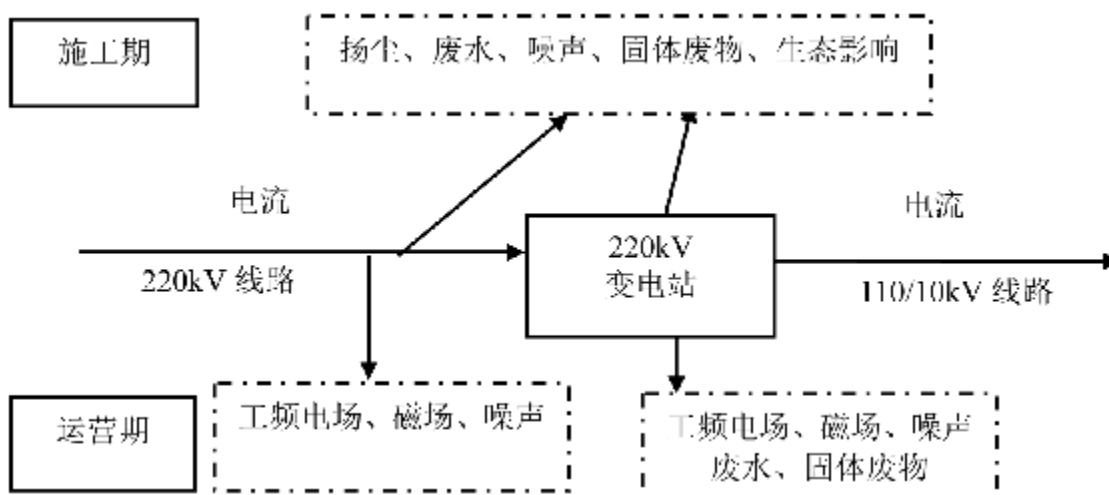 施工期
扬尘、废水、噪声、固体废物、生态影响
电流
电流
220kV
变电站
220kV 线路
110/10kV 线路
运营期
工频电场、磁场、噪声
工频电场、磁场、噪声
废水、固体废物